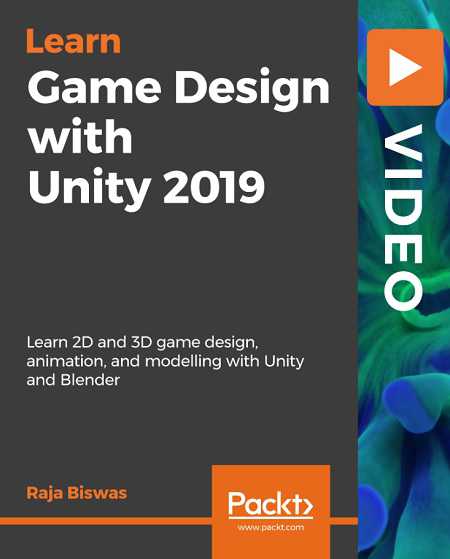 Learn
Game Design
with
Unity 2019
VIDEO
Learn 2D and 3D game design,
animation, and modelling with Unity
and Blender
Raja Biswas
Packt>
www.packt.com